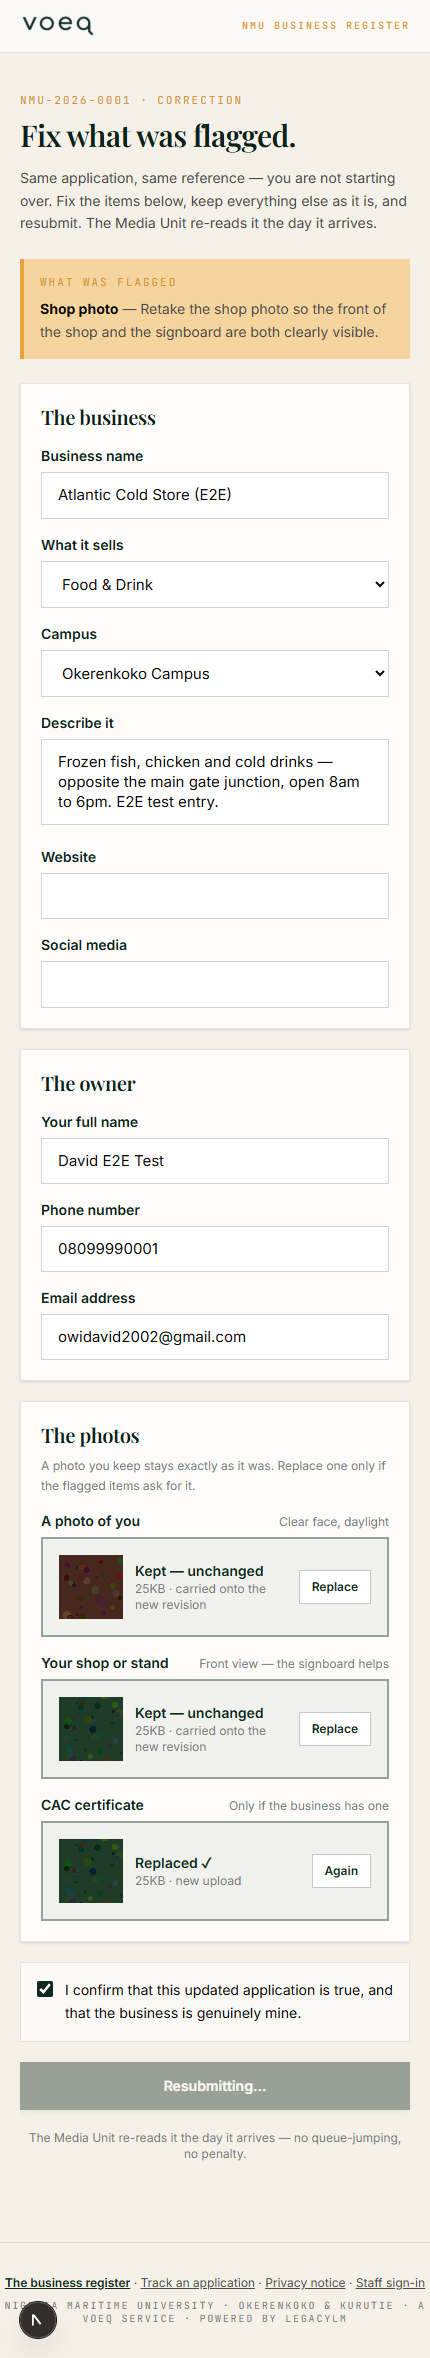 voeq
NMU BUSINESS REGISTER
NMU-2026-0001 · CORRECTION
Fix what was flagged.
Same application, same reference — you are not starting
over. Fix the items below, keep everything else as it is, and
resubmit. The Media Unit re-reads it the day it arrives.
WHAT WAS FLAGGED
Shop photo — Retake the shop photo so the front of
the shop and the signboard are both clearly visible.
The business
Business name
Atlantic Cold Store (E2E)
What it sells
Food & Drink
Campus
Okerenkoko Campus
Describe it
Frozen fish, chicken and cold drinks —
opposite the main gate junction, open 8am
to 6pm. E2E test entry.
Website
Social media
The owner
Your full name
David E2E Test
Phone number
08099990001
Email address
owidavid2002@gmail.com
The photos
A photo you keep stays exactly as it was. Replace one only if
the flagged items ask for it.
A photo of you
Clear face, daylight
Kept — unchanged
25KB · carried onto the
new revision
Replace
Your shop or stand
Front view — the signboard helps
Kept — unchanged
25KB · carried onto the
new revision
Replace
CAC certificate
Only if the business has one
Replaced ✓
25KB · new upload
Again
I confirm that this updated application is true, and
that the business is genuinely mine.
Resubmitting…
The Media Unit re-reads it the day it arrives — no queue-jumping,
no penalty.
The business register · Track an application · Privacy notice · Staff sign-in
MARITIME UNIVERSITY · OKERENKOKO & KURUTIE · A
VOEQ SERVICE · POWERED BY LEGACYLM